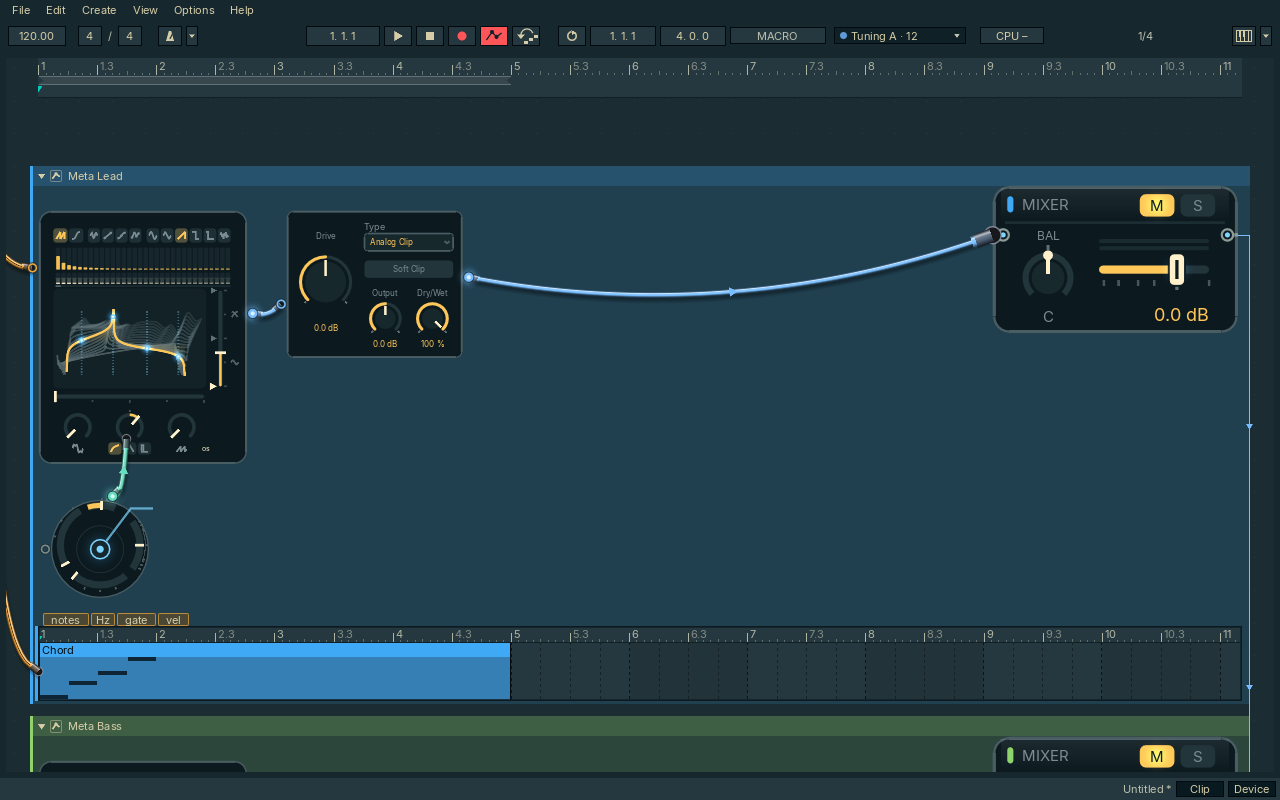 File Edit Create View Options Help
120.00 4 / 4 1. 1. 1 1. 1. 1 4. 0. 0 MACRO Tuning A · 12 CPU – 1/4
1 1.3 2 2.3 3 3.3 4 4.3 5 5.3 6 6.3 7 7.3 8 8.3 9 9.3 10 10.3 11
Meta Lead
MIXER M S
BAL
C 0.0 dB
Drive
0.0 dB
Type
Analog Clip
Soft Clip
Output Dry/Wet
0.0 dB 100 %
OS
notes Hz gate vel
1 1.3 2 2.3 3 3.3 4 4.3 5 5.3 6 6.3 7 7.3 8 8.3 9 9.3 10 10.3 11
Chord
Meta Bass
MIXER M S
Untitled * Clip Device